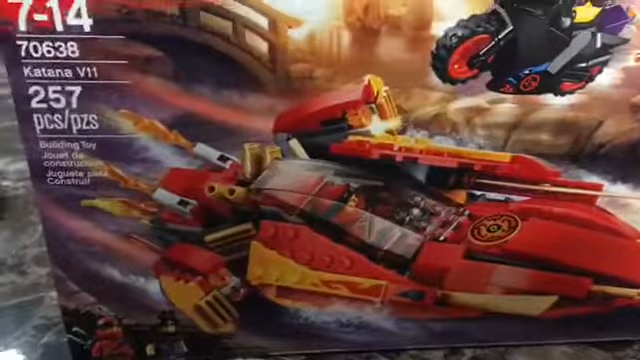 7-14
70638
Katana V11
257
pcs/pzs
Building Toy
Jouet de
construction
Juguete para
Construir